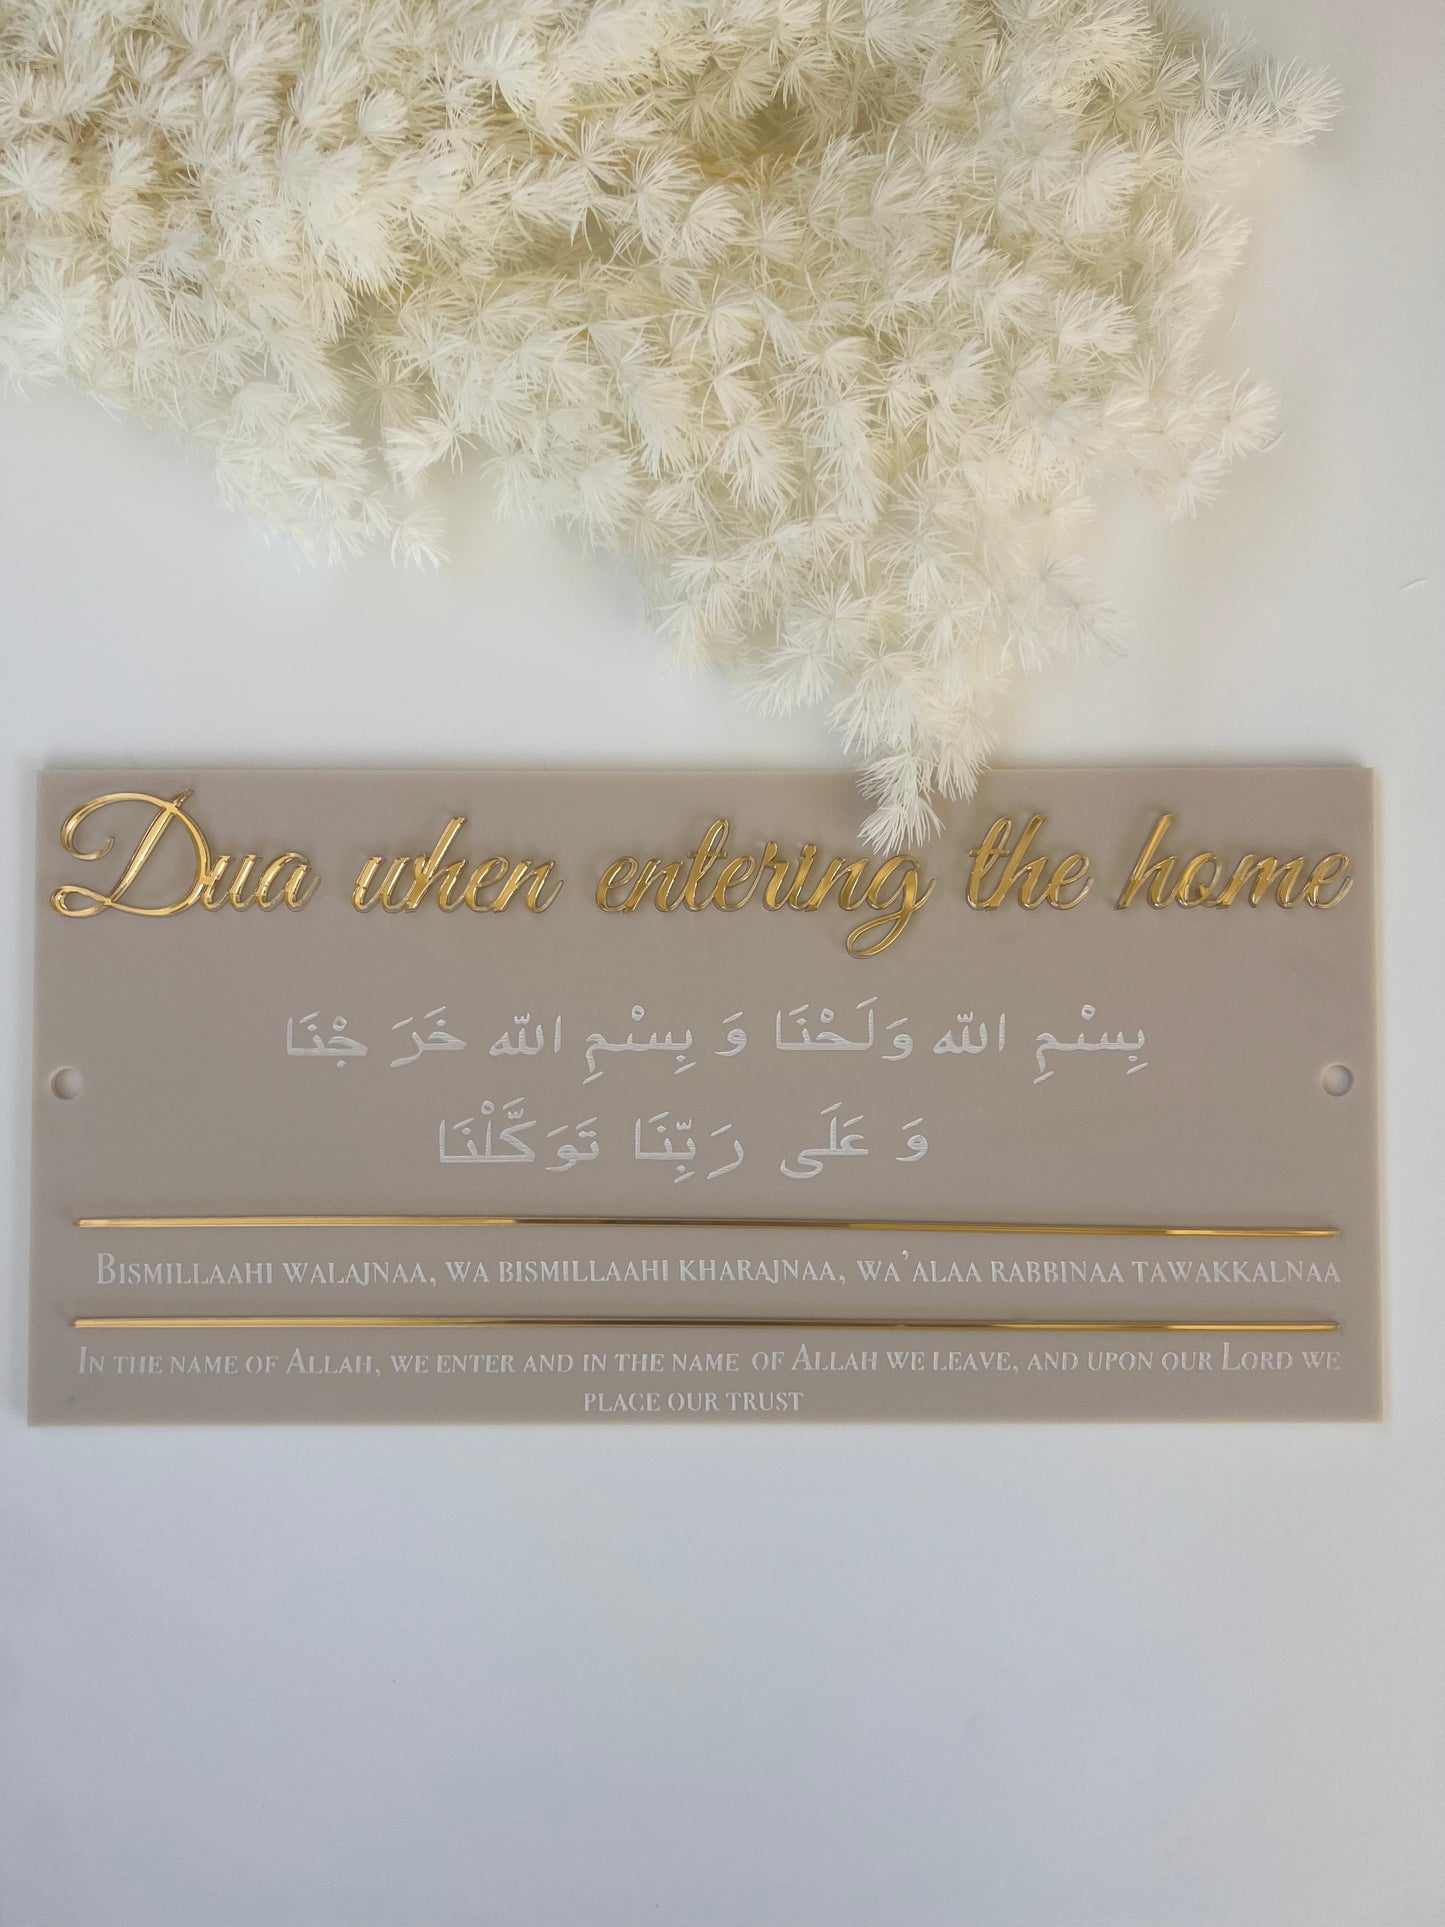 Dua when entering the home
بِسْمِ الله وَلَحْنَا وَ بِسْمِ الله خَرَ جْنَا
وَ عَلَى رَبِّنَا تَوَكَّلْنَا
Bismillaahi walajnaa, wa bismillaahi kharajnaa, wa'alaa rabbinaa tawakkalnaa
In the name of Allah, we enter and in the name of Allah we leave, and upon our Lord we
place our trust